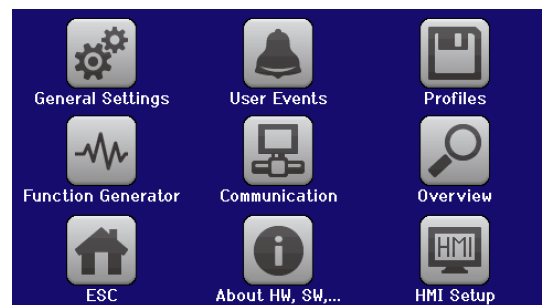 General Settings
User Events
Profiles
Function Generator
Communication
Overview
HMI
ESC
About HW, SW,...
HMI Setup